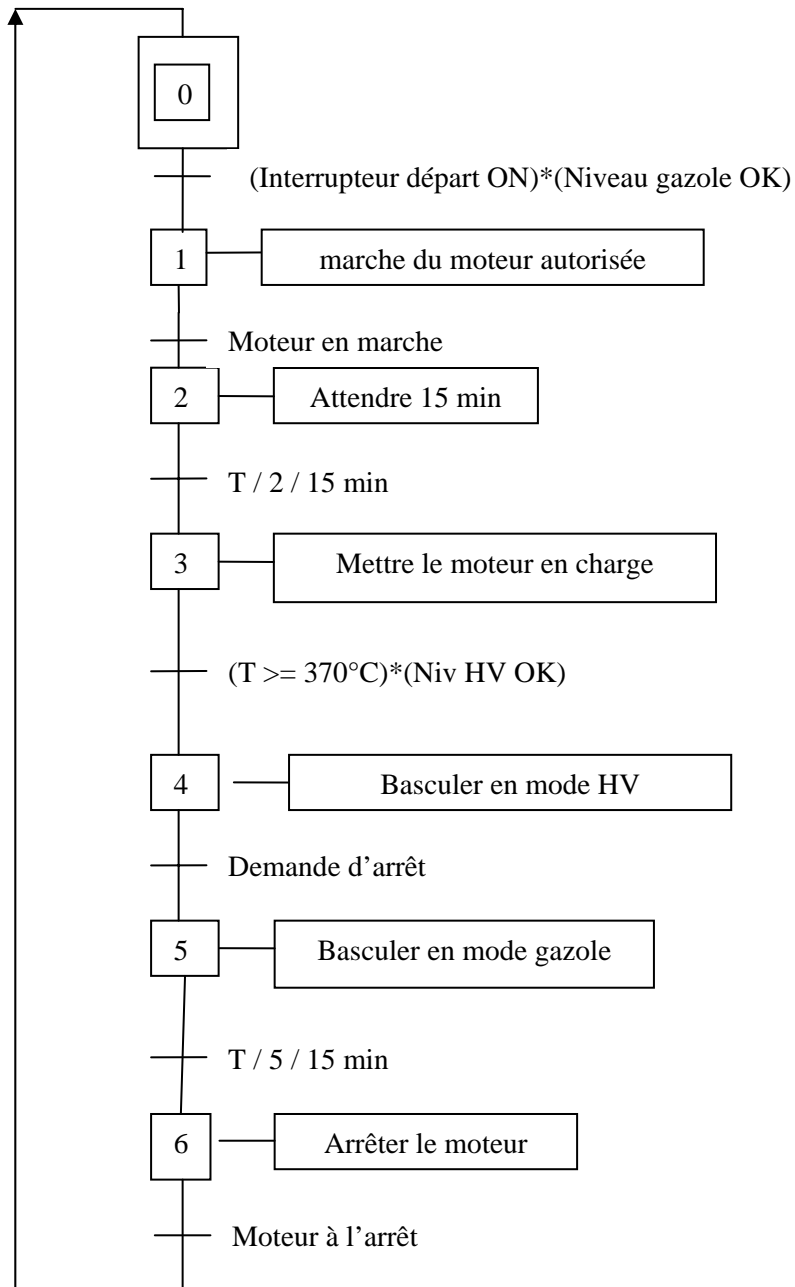 0
(Interrupteur départ ON)*(Niveau gazole OK)
1
marche du moteur autorisée
Moteur en marche
2
Attendre 15 min
T / 2 / 15 min
3
Mettre le moteur en charge
(T >= 370°C)*(Niv HV OK)
4
Basculer en mode HV
Demande d’arrêt
5
Basculer en mode gazole
T / 5 / 15 min
6
Arrêter le moteur
Moteur à l’arrêt